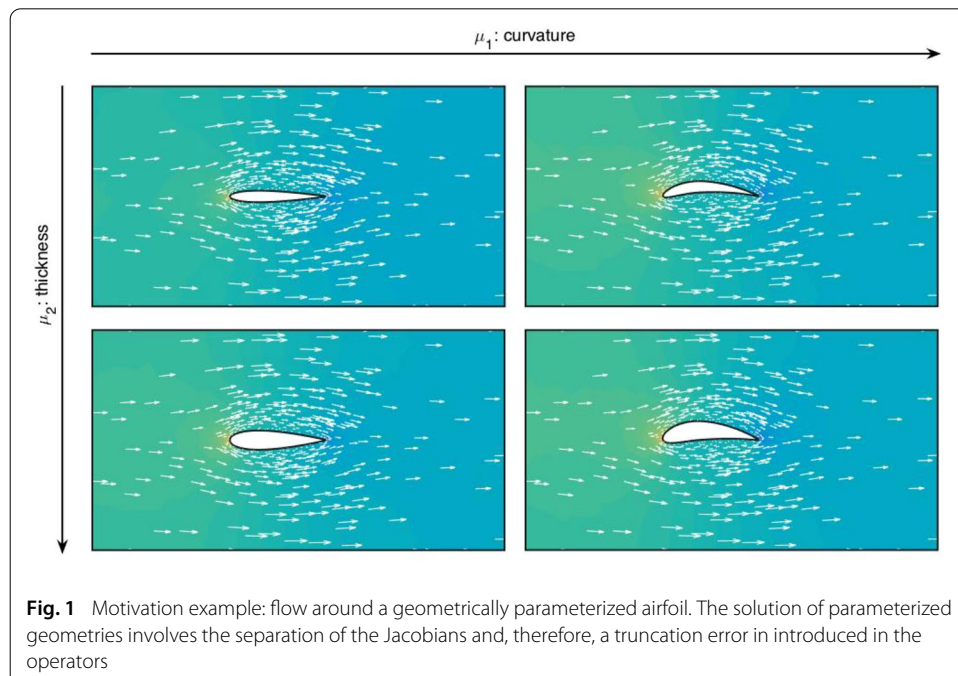 μ1: curvature
μ2: thickness
Fig. 1 Motivation example: flow around a geometrically parameterized airfoil. The solution of parameterized
geometries involves the separation of the Jacobians and, therefore, a truncation error in introduced in the
operators